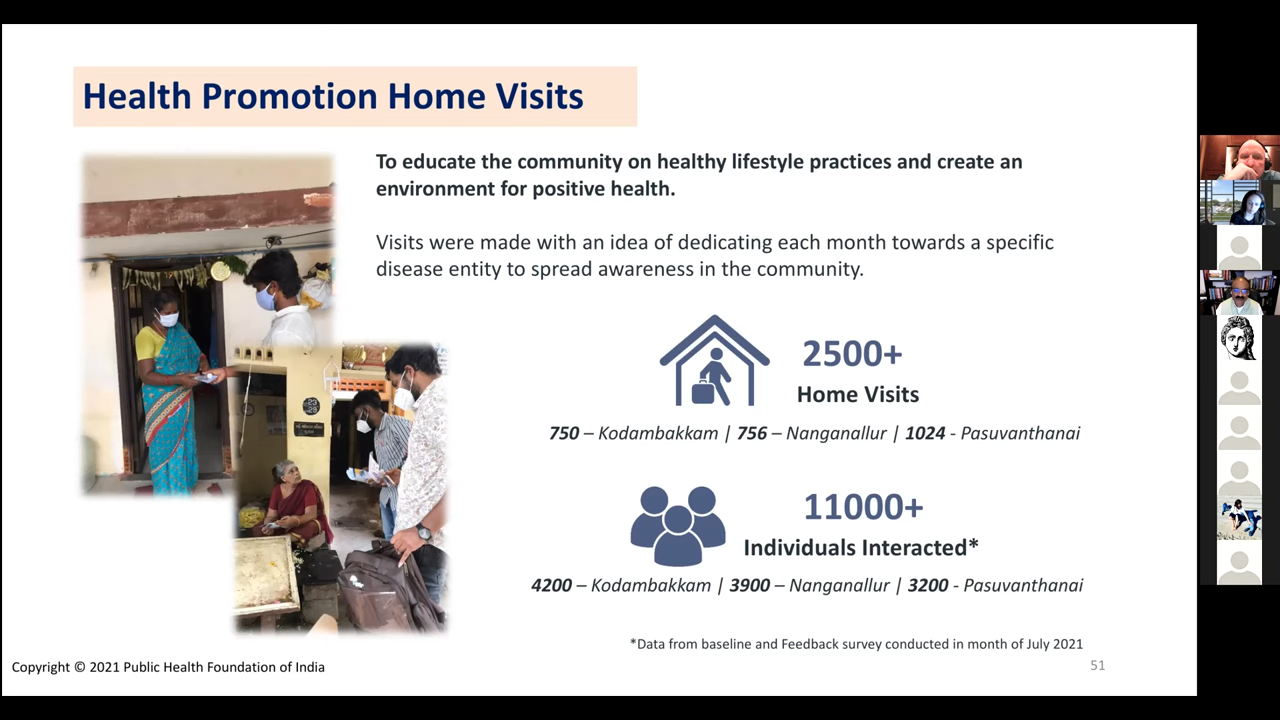 Health Promotion Home Visits
To educate the community on healthy lifestyle practices and create an
environment for positive health.
Visits were made with an idea of dedicating each month towards a specific
disease entity to spread awareness in the community.
2500+
Home Visits
750 – Kodambakkam | 756 – Nanganallur | 1024 - Pasuvanthanai
11000+
Individuals Interacted*
4200 – Kodambakkam | 3900 – Nanganallur | 3200 - Pasuvanthanai
*Data from baseline and Feedback survey conducted in month of July 2021
Copyright © 2021 Public Health Foundation of India
51